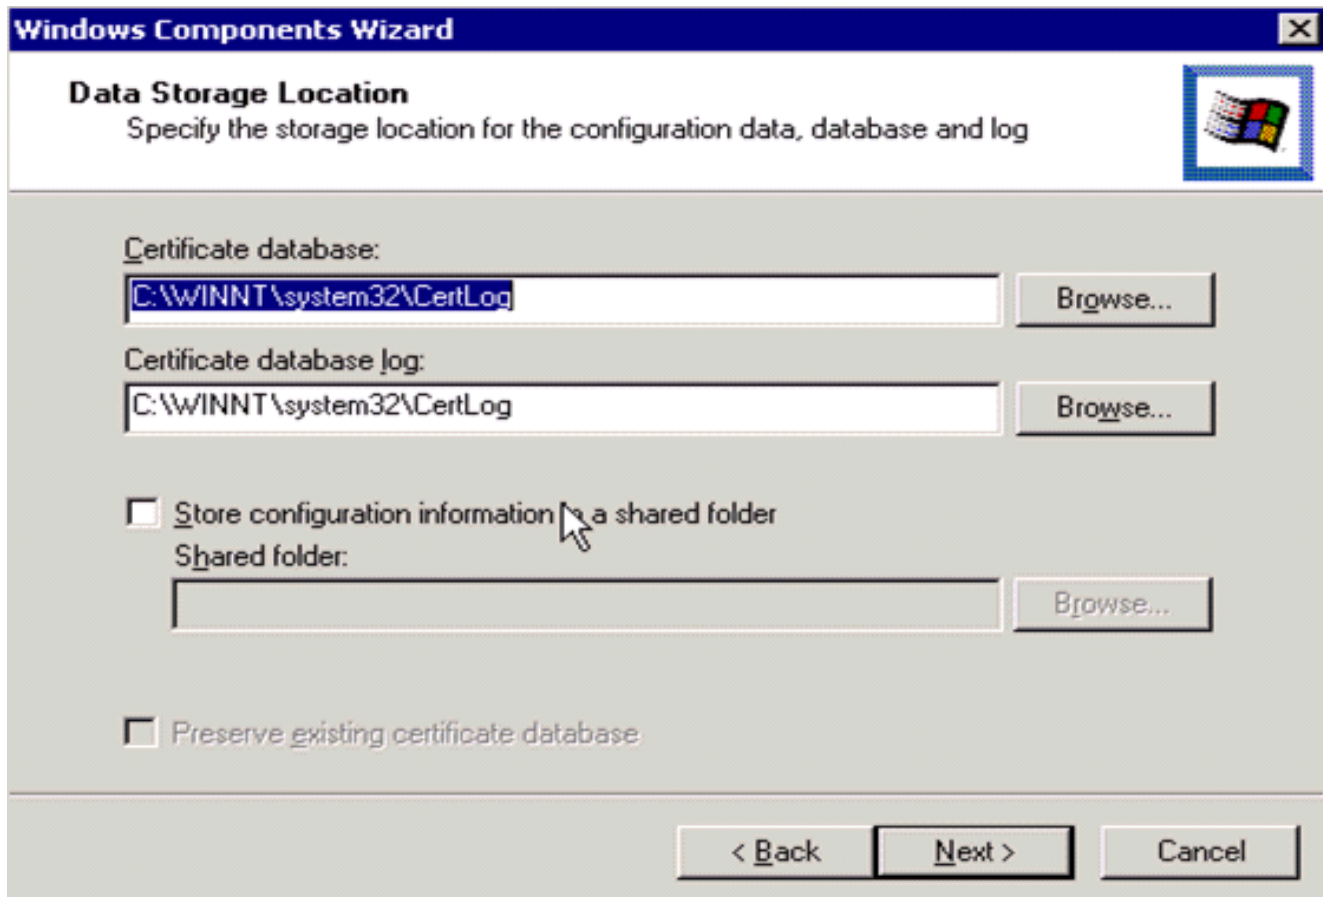 Windows Components Wizard
Data Storage Location
Specify the storage location for the configuration data, database and log
Certificate database:
C:\WINNT\system32\CertLog
Browse...
Certificate database log:
C:\WINNT\system32\CertLog
Browse...
Store configuration information a shared folder
Shared folder:
Browse...
Preserve existing certificate database
< Back
Next >
Cancel